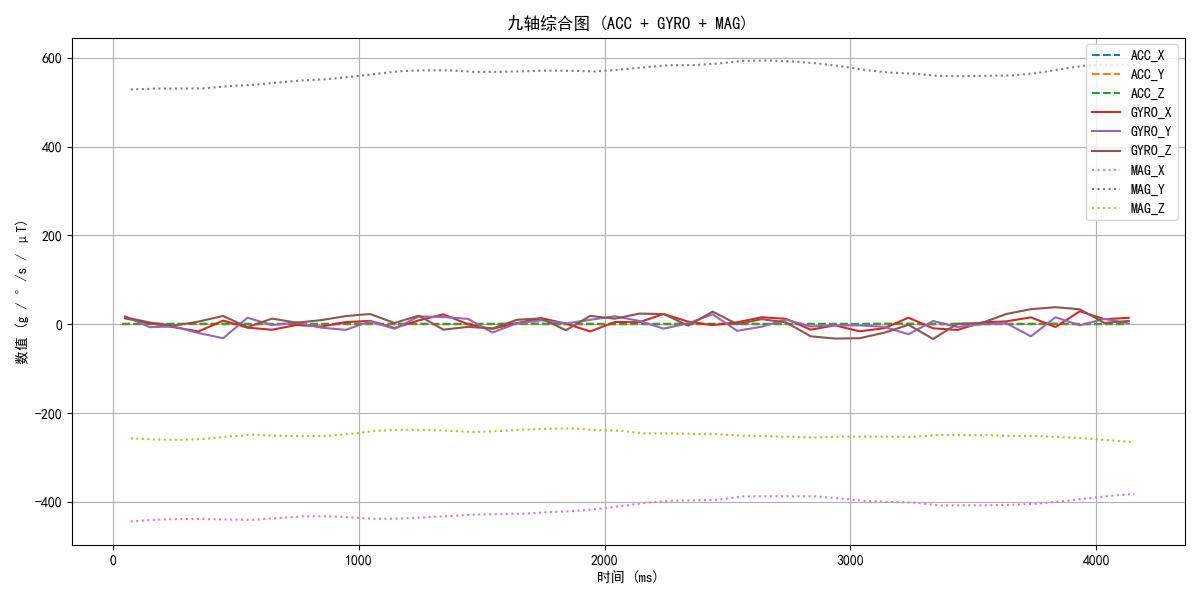 九轴综合图 (ACC + GYRO + MAG)
600
400
200
0
−200
−400
数值 (g / °/s / μT)
0
1000
2000
3000
4000
时间 (ms)
ACC_X
ACC_Y
ACC_Z
GYRO_X
GYRO_Y
GYRO_Z
MAG_X
MAG_Y
MAG_Z